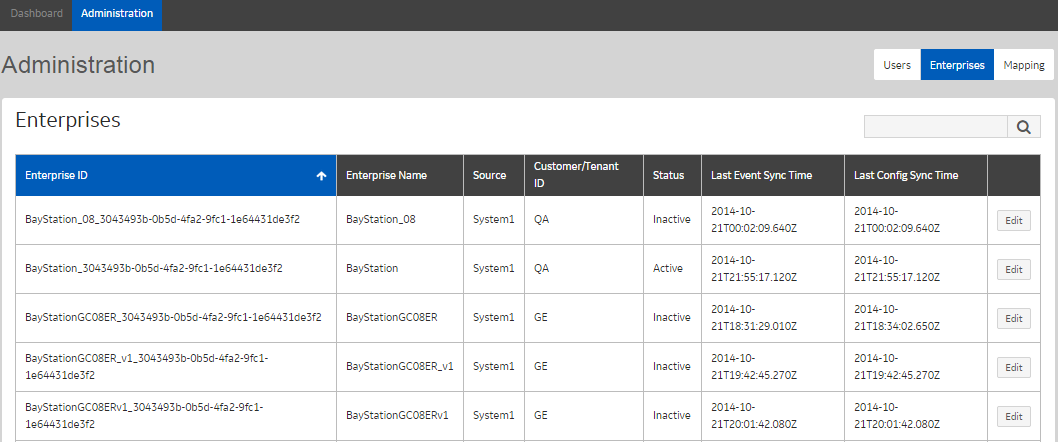 Dashboard Administration
Administration
Users Enterprises Mapping
Enterprises
Enterprise ID Enterprise Name Source Customer/Tenant ID Status Last Event Sync Time Last Config Sync Time
BayStation_08_3043493b-0b5d-4fa2-9fc1-1e64431de3f2 BayStation_08 System1 QA Inactive 2014-10-21T00:02:09.640Z 2014-10-21T00:02:09.640Z Edit
BayStation_3043493b-0b5d-4fa2-9fc1-1e64431de3f2 BayStation System1 QA Active 2014-10-21T21:55:17.120Z 2014-10-21T21:55:17.120Z Edit
BayStationGC08ER_3043493b-0b5d-4fa2-9fc1-1e64431de3f2 BayStationGC08ER System1 GE Inactive 2014-10-21T18:31:29.010Z 2014-10-21T18:34:02.650Z Edit
BayStationGC08ER_v1_3043493b-0b5d-4fa2-9fc1-1e64431de3f2 BayStationGC08ER_v1 System1 GE Inactive 2014-10-21T19:42:45.270Z 2014-10-21T19:42:45.270Z Edit
BayStationGC08ERv1_3043493b-0b5d-4fa2-9fc1-1e64431de3f2 BayStationGC08ERv1 System1 GE Inactive 2014-10-21T20:01:42.080Z 2014-10-21T20:01:42.080Z Edit